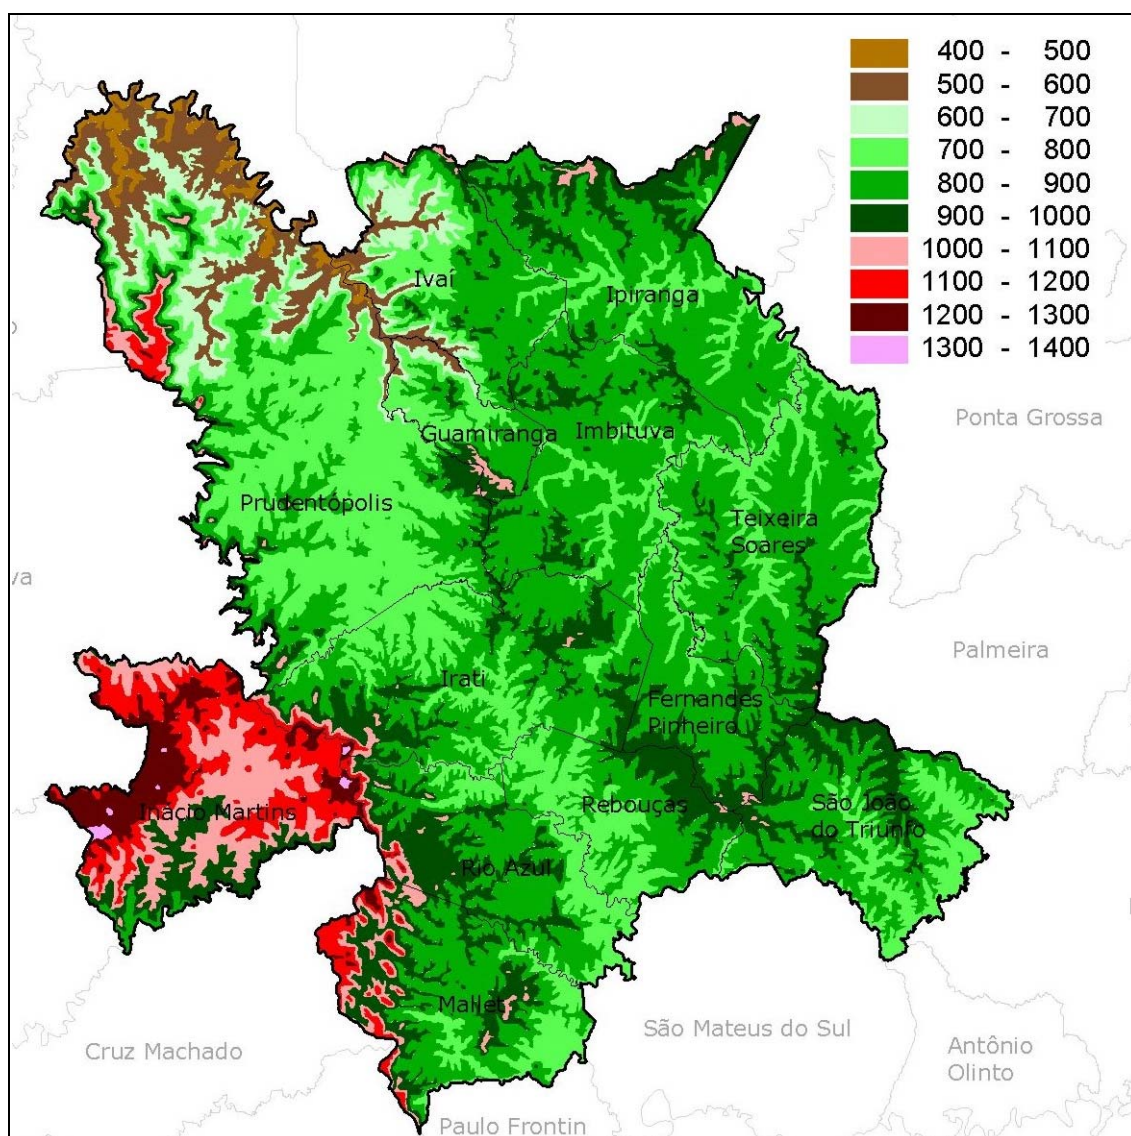 400 - 500
500 - 600
600 - 700
700 - 800
800 - 900
900 - 1000
1000 - 1100
1100 - 1200
1200 - 1300
1300 - 1400
Ivaí
Ipiranga
Ponta Grossa
Guamiranga
Imbituva
Prudentópolis
Teixeira
Soares
Palmeira
Irati
Fernandes
Pinheiro
Inácio Martins
Rebouças
São João
do Triunfo
Rio Azul
Mallet
São Mateus do Sul
Cruz Machado
Antônio
Olinto
Paulo Frontin